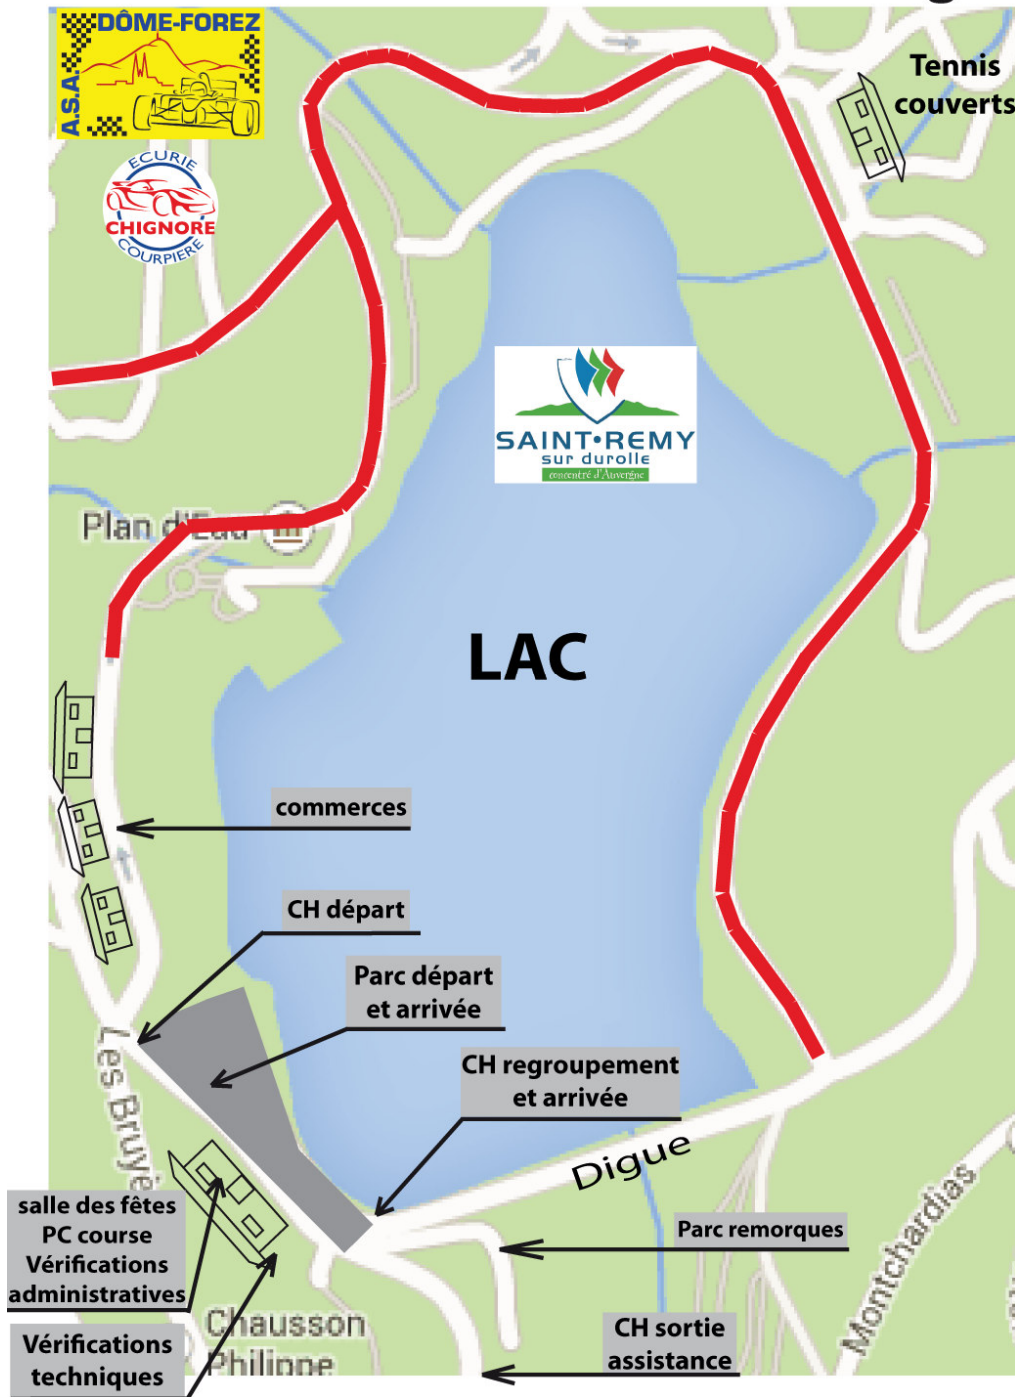 DÔME-FOREZ
A.S.A.
Tennis
couverts
ECURIE
CHIGNORE
COURPIERE
SAINT•REMY
sur durolle
concentré d'Auvergne
Plan d'Eau
LAC
commerces
CH départ
Parc départ
et arrivée
CH regroupement
et arrivée
Les Bruyè
Digue
salle des fêtes
PC course
Vérifications
administratives
Parc remorques
Montchardias
Chausson
Philippe
Vérifications
techniques
CH sortie
assistance